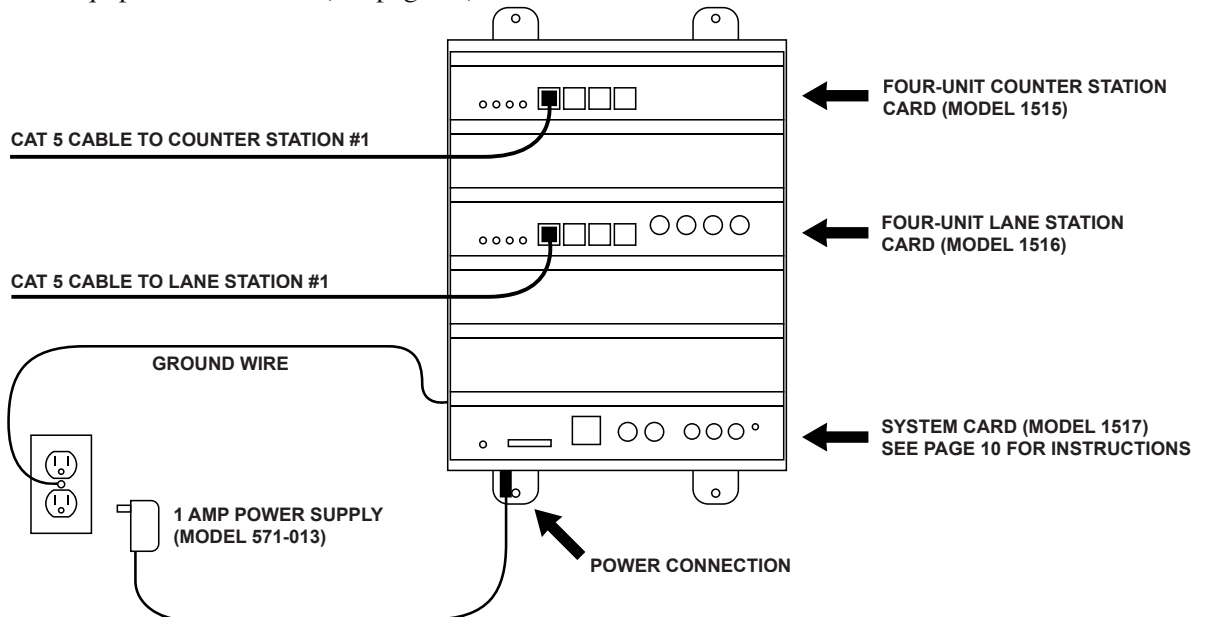 FOUR-UNIT COUNTER STATION
CARD (MODEL 1515)
CAT 5 CABLE TO COUNTER STATION #1
FOUR-UNIT LANE STATION
CARD (MODEL 1516)
CAT 5 CABLE TO LANE STATION #1
GROUND WIRE
SYSTEM CARD (MODEL 1517)
SEE PAGE 10 FOR INSTRUCTIONS
1 AMP POWER SUPPLY
(MODEL 571-013)
POWER CONNECTION